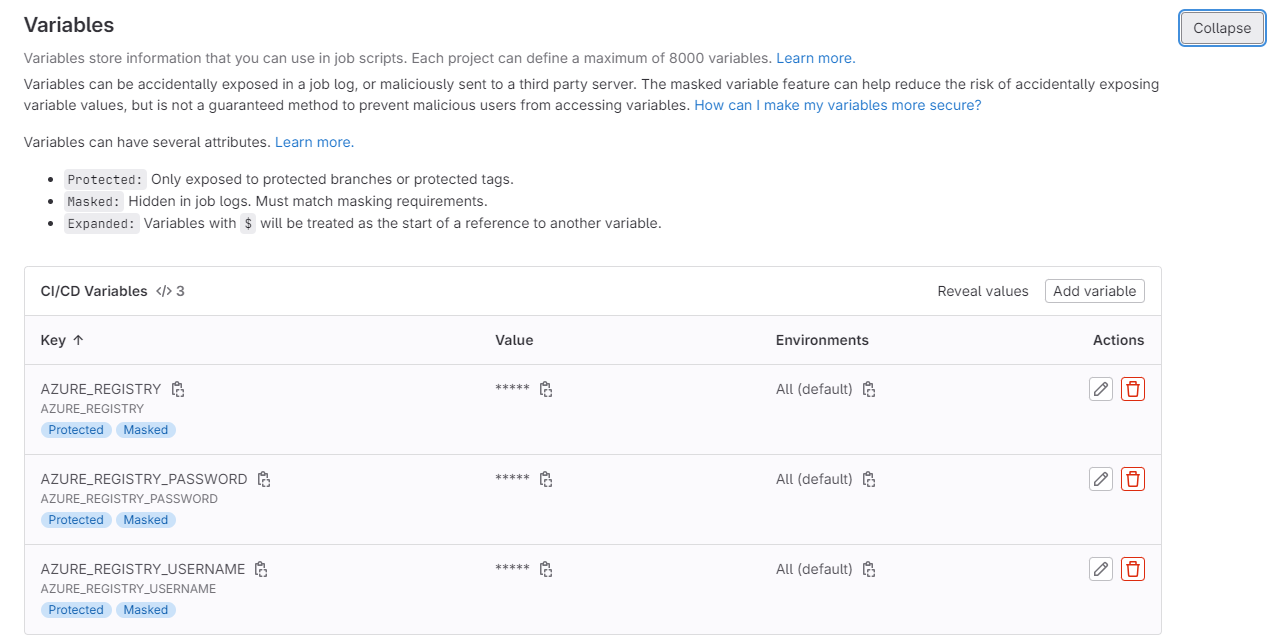 Variables
Collapse
Variables store information that you can use in job scripts. Each project can define a maximum of 8000 variables. Learn more.
Variables can be accidentally exposed in a job log, or maliciously sent to a third party server. The masked variable feature can help reduce the risk of accidentally exposing
variable values, but is not a guaranteed method to prevent malicious users from accessing variables. How can I make my variables more secure?
Variables can have several attributes. Learn more.
Protected: Only exposed to protected branches or protected tags.
Masked: Hidden in job logs. Must match masking requirements.
Expanded: Variables with $ will be treated as the start of a reference to another variable.
CI/CD Variables </> 3 Reveal values Add variable
Key ↑ Value Environments Actions
AZURE_REGISTRY ***** All (default)
AZURE_REGISTRY
Protected Masked
AZURE_REGISTRY_PASSWORD ***** All (default)
AZURE_REGISTRY_PASSWORD
Protected Masked
AZURE_REGISTRY_USERNAME ***** All (default)
AZURE_REGISTRY_USERNAME
Protected Masked